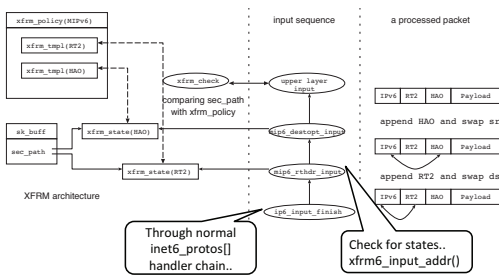 xfrm_policy(MIPv6)
xfrm_tmpl(RT2)
xfrm_tmpl(HAO)
sk_buff
sec_path
xfrm_state(HAO)
xfrm_state(RT2)
XFRM architecture
input sequence
xfrm_check
comparing sec_path
with xfrm_policy
upper layer
input
mip6_destopt_input
mip6_rthdr_input
ip6_input_finish
Through normal
inet6_protos[]
handler chain..
Check for states..
xfrm6_input_addr()
a processed packet
IPv6 RT2 HAO Payload
append HAO and swap sr
IPv6 RT2 HAO Payload
append RT2 and swap ds
IPv6 RT2 HAO Payload